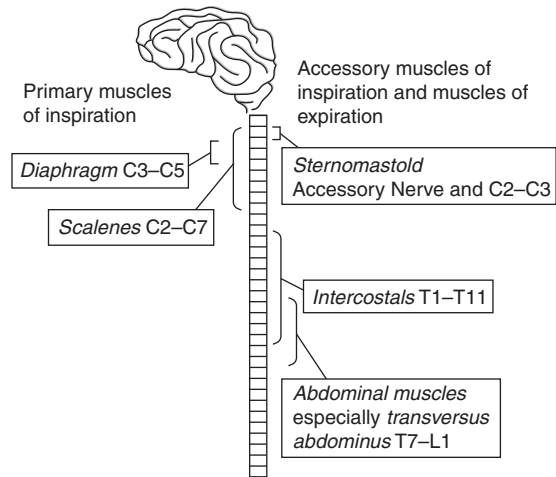 Primary muscles
of inspiration
Accessory muscles of
inspiration and muscles of
expiration
Diaphragm C3–C5
Scalenes C2–C7
Sternomastold
Accessory Nerve and C2–C3
Intercostals T1–T11
Abdominal muscles
especially transversus
abdominus T7–L1